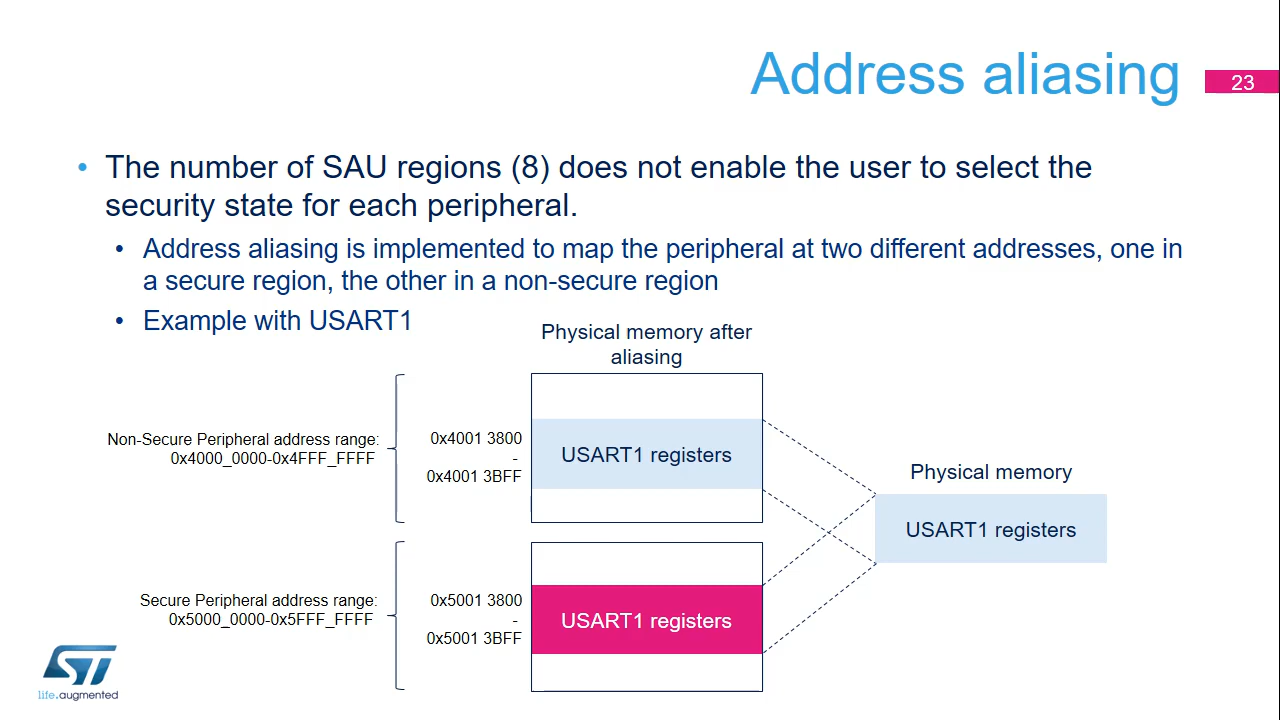 Address aliasing
23
• The number of SAU regions (8) does not enable the user to select the
security state for each peripheral.
• Address aliasing is implemented to map the peripheral at two different addresses, one in
a secure region, the other in a non-secure region
• Example with USART1
Physical memory after
aliasing
Non-Secure Peripheral address range:
0x4000_0000-0x4FFF_FFFF
0x4001 3800
-
0x4001 3BFF
USART1 registers
Physical memory
USART1 registers
Secure Peripheral address range:
0x5000_0000-0x5FFF_FFFF
0x5001 3800
-
0x5001 3BFF
USART1 registers
ST
life.augmented